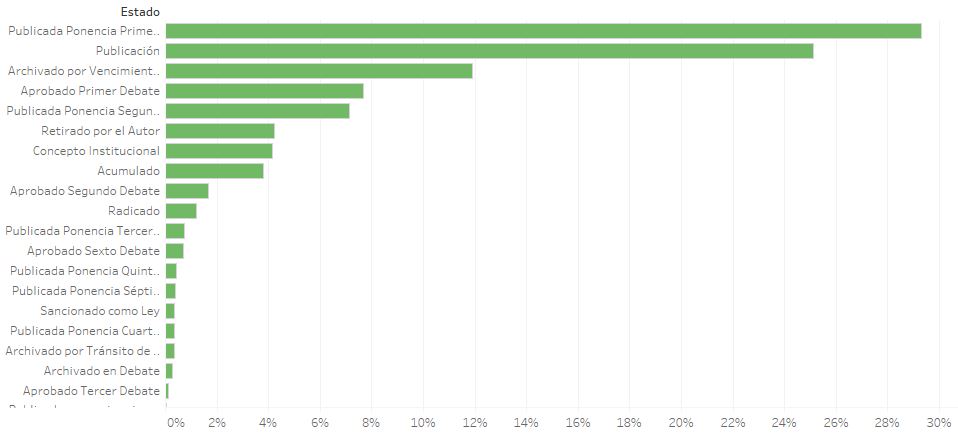 Estado
Publicada Ponencia Prime..
Publicación
Archivado por Vencimient..
Aprobado Primer Debate
Publicada Ponencia Segun..
Retirado por el Autor
Concepto Institucional
Acumulado
Aprobado Segundo Debate
Radicado
Publicada Ponencia Tercer..
Aprobado Sexto Debate
Publicada Ponencia Quint..
Publicada Ponencia Sépti..
Sancionado como Ley
Publicada Ponencia Cuart..
Archivado por Tránsito de ..
Archivado en Debate
Aprobado Tercer Debate
0% 2% 4% 6% 8% 10% 12% 14% 16% 18% 20% 22% 24% 26% 28% 30%